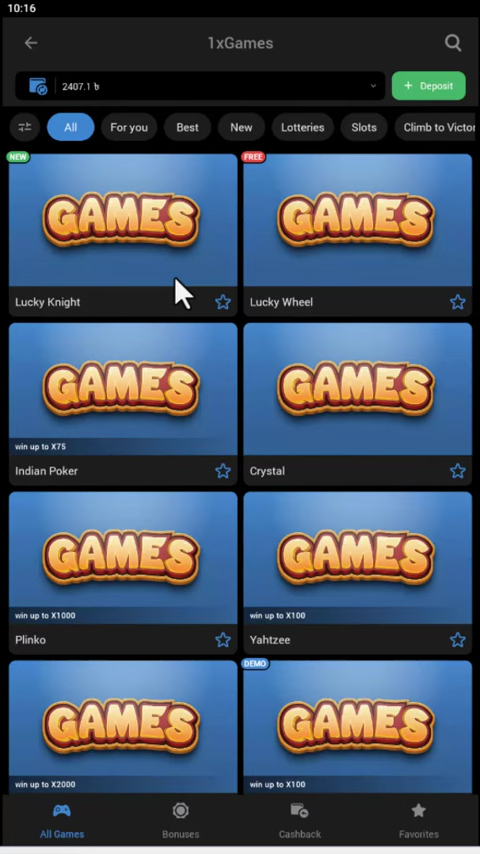 10:16
1xGames
2407.1 ৳
+ Deposit
All
For you
Best
New
Lotteries
Slots
Climb to Victor
NEW
GAMES
Lucky Knight
FREE
GAMES
Lucky Wheel
GAMES
win up to X75
Indian Poker
GAMES
Crystal
GAMES
win up to X1000
Plinko
GAMES
win up to X100
Yahtzee
GAMES
win up to X2000
DEMO
GAMES
win up to X100
All Games
Bonuses
Cashback
Favorites